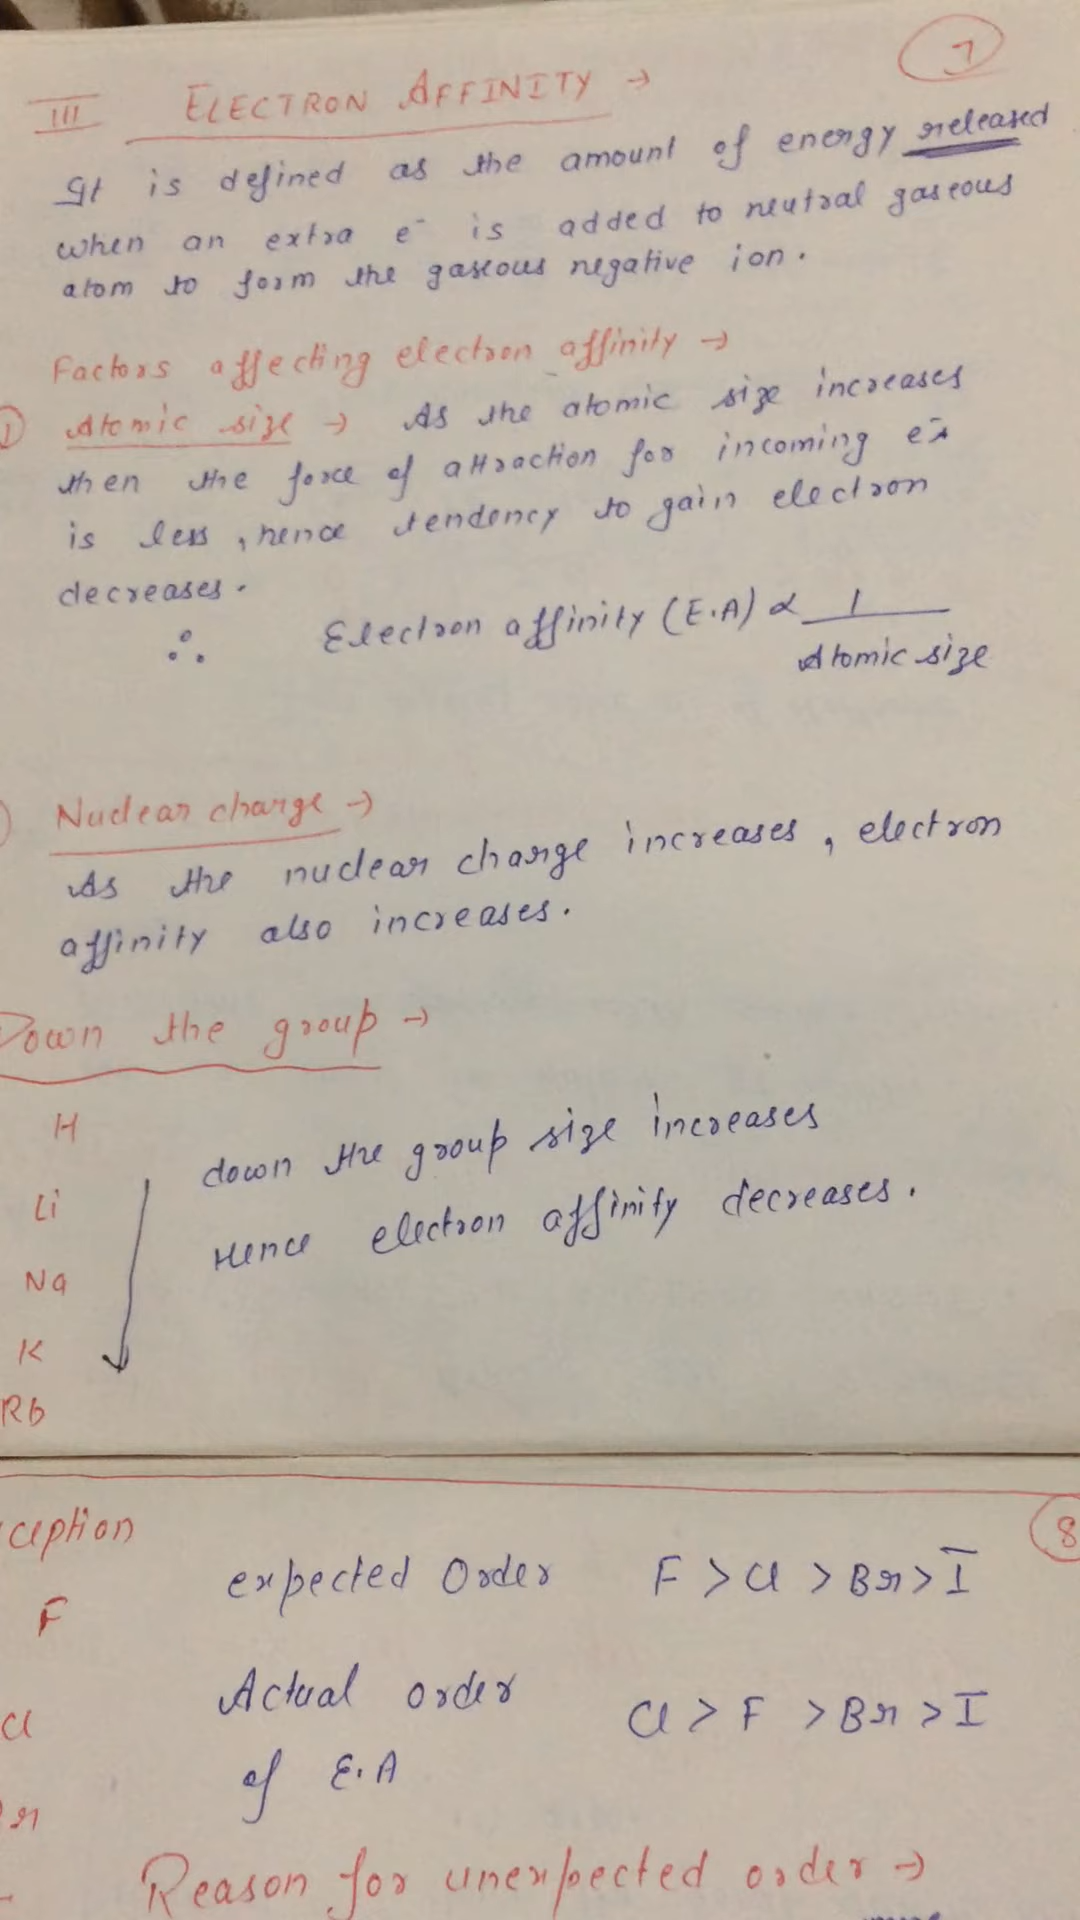 7
III ELECTRON AFFINITY →
It is defined as the amount of energy released
when an extra e⁻ is added to neutral gaseous
atom to form the gaseous negative ion.
Factors affecting electron affinity →
① Atomic size → As the atomic size increases
then the force of attraction for incoming
is less, hence tendency to gain electron
decreases.
∴ Electron affinity (E.A) ∝ 1
Atomic size
Nuclear charge →
As the nuclear charge increases, electron
affinity also increases.
Down the group →
H
down the group size increases
Li
Hence electron affinity decreases.
Na
K
Rb
8
ception
expected Order F > Cl > Br > I
F
Actual order Cl > F > Br > I
Cl
of E.A
Br
Reason for unexpected order →